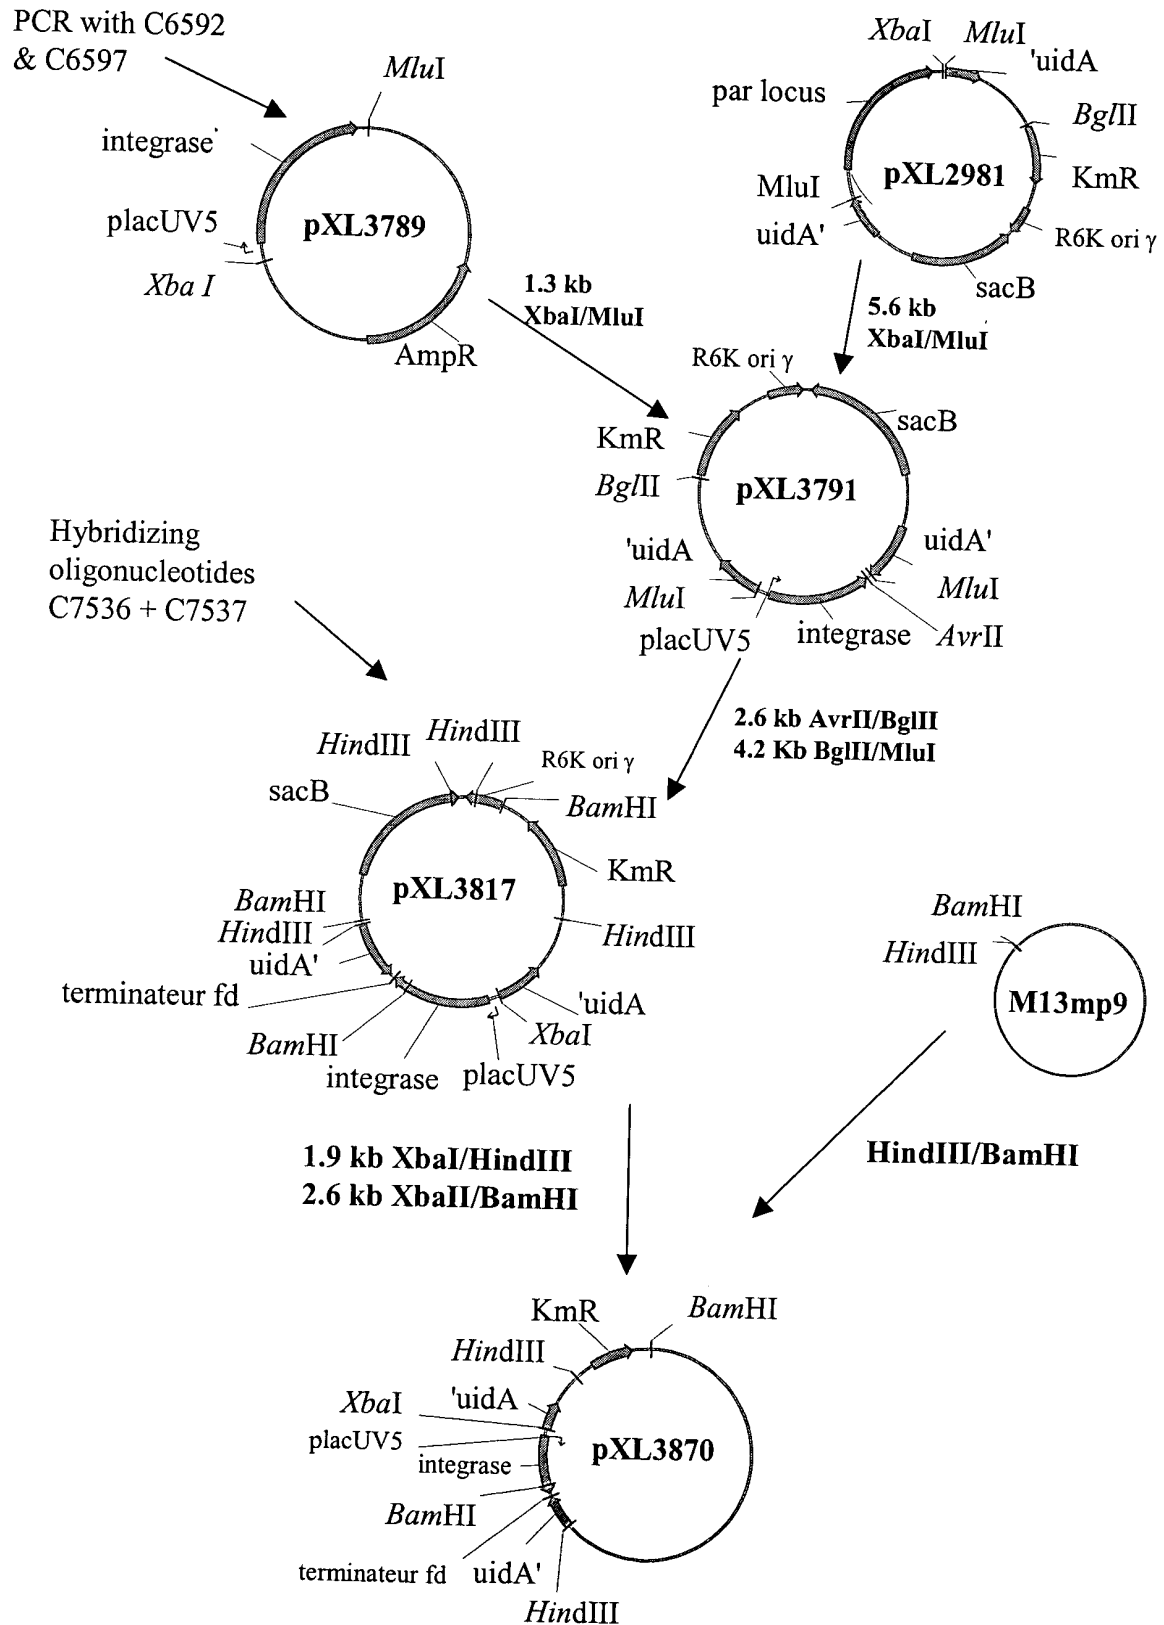 PCR with C6592
& C6597
MluI
integrase
placUV5
pXL3789
Xba I
AmpR
XbaI
MluI
'uidA
par locus
BglII
pXL2981
KmR
MluI
uidA'
R6K ori γ
sacB
1.3 kb
XbaI/MluI
5.6 kb
XbaI/MluI
R6K ori γ
sacB
KmR
BglII
pXL3791
'uidA
uidA'
MluI
MluI
placUV5
integrase
AvrII
Hybridizing
oligonucleotides
C7536 + C7537
2.6 kb AvrII/BglII
4.2 Kb BglII/MluI
HindIII
HindIII
R6K ori γ
sacB
BamHI
KmR
pXL3817
BamHI
HindIII
HindIII
uidA'
terminateur fd
'uidA
BamHI
XbaI
integrase
placUV5
BamHI
HindIII
M13mp9
1.9 kb XbaI/HindIII
2.6 kb XbaII/BamHI
HindIII/BamHI
KmR
BamHI
HindIII
XbaI
'uidA
placUV5
integrase
pXL3870
BamHI
terminateur fd
uidA'
HindIII